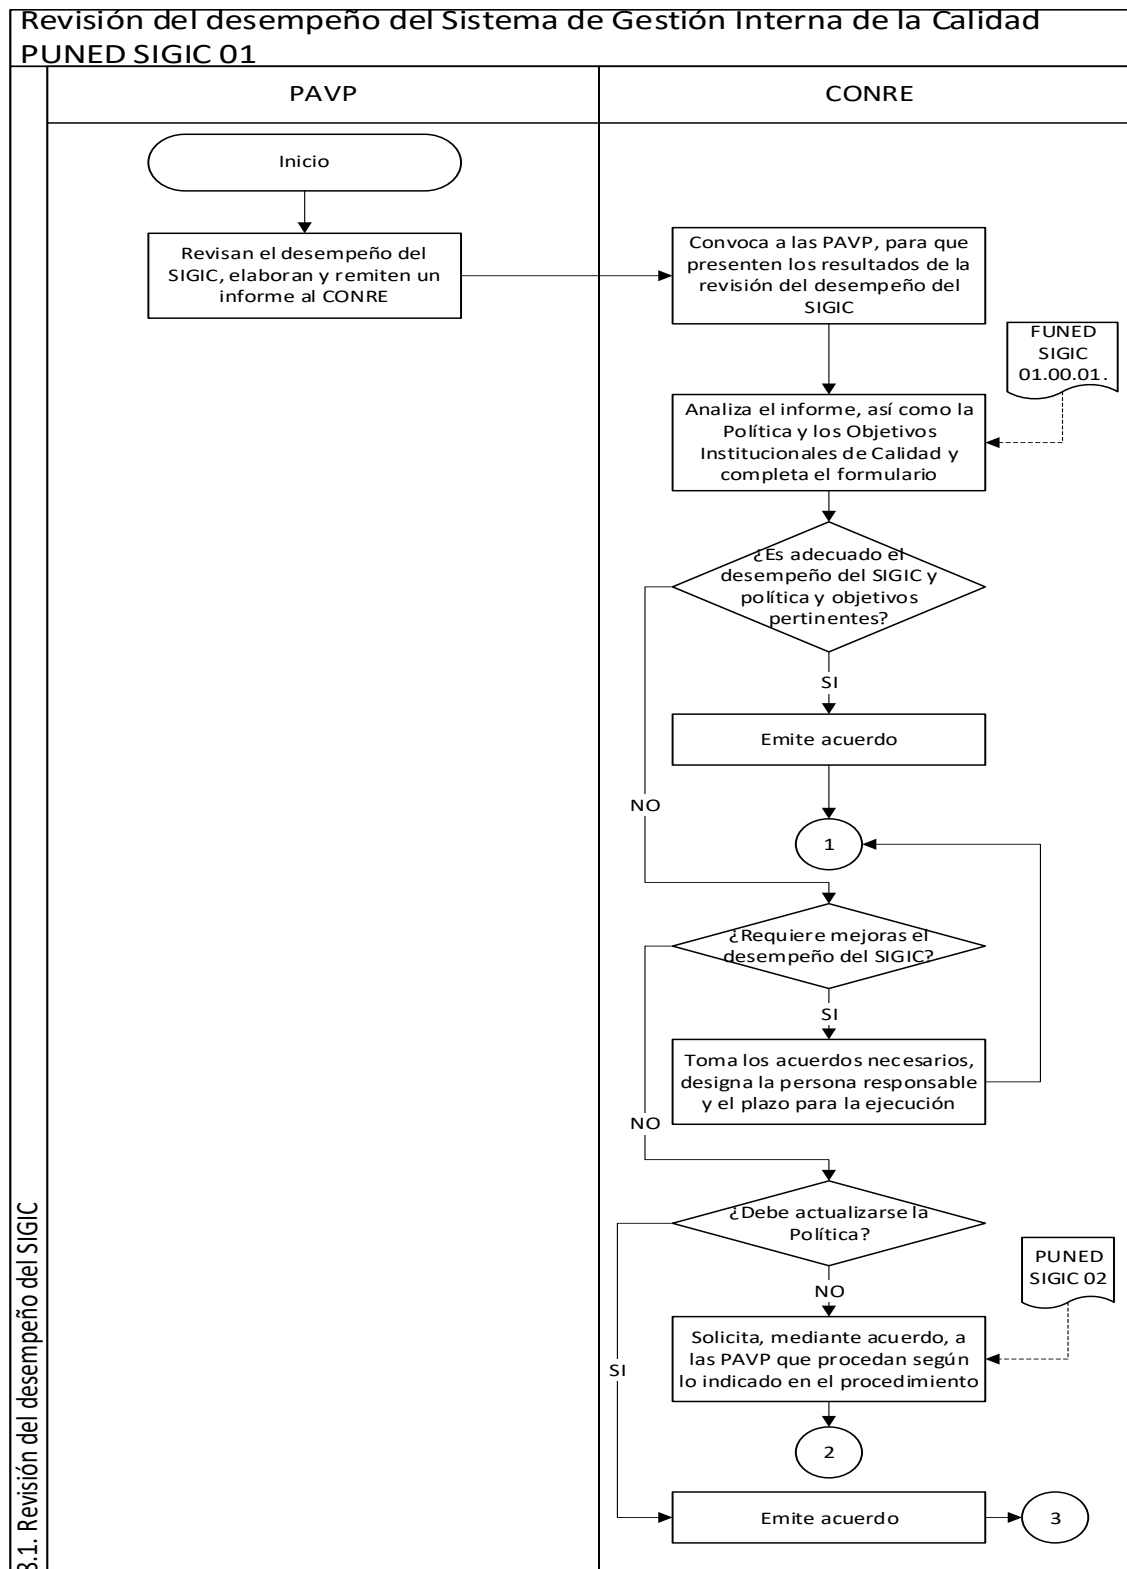 Revisión del desempeño del Sistema de Gestión Interna de la Calidad
PUNED SIGIC 01
PAVP
CONRE
Inicio
Revisan el desempeño del
SIGIC, elaboran y remiten un
informe al CONRE
Convoca a las PAVP, para que
presenten los resultados de la
revisión del desempeño del
SIGIC
FUNED
SIGIC
01.00.01.
Analiza el informe, así como la
Política y los Objetivos
Institucionales de Calidad y
completa el formulario
¿Es adecuado el
desempeño del SIGIC y
política y objetivos
pertinentes?
SI
Emite acuerdo
NO
1
¿Requiere mejoras el
desempeño del SIGIC?
SI
Toma los acuerdos necesarios,
designa la persona responsable
y el plazo para la ejecución
NO
¿Debe actualizarse la
Política?
PUNED
SIGIC 02
NO
Solicita, mediante acuerdo, a
las PAVP que procedan según
lo indicado en el procedimiento
SI
2
Emite acuerdo
3
3.1. Revisión del desempeño del SIGIC